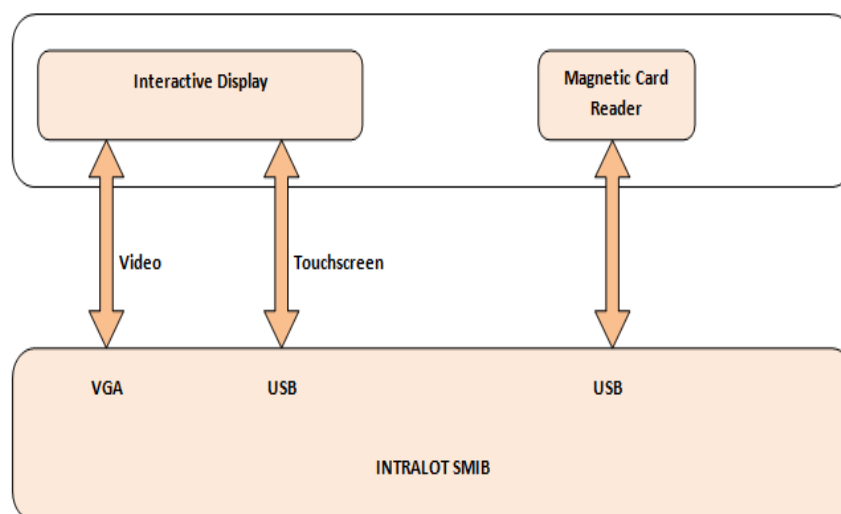 Interactive Display
Magnetic Card
Reader
Video
Touchscreen
VGA
USB
USB
INTRALOT SMIB